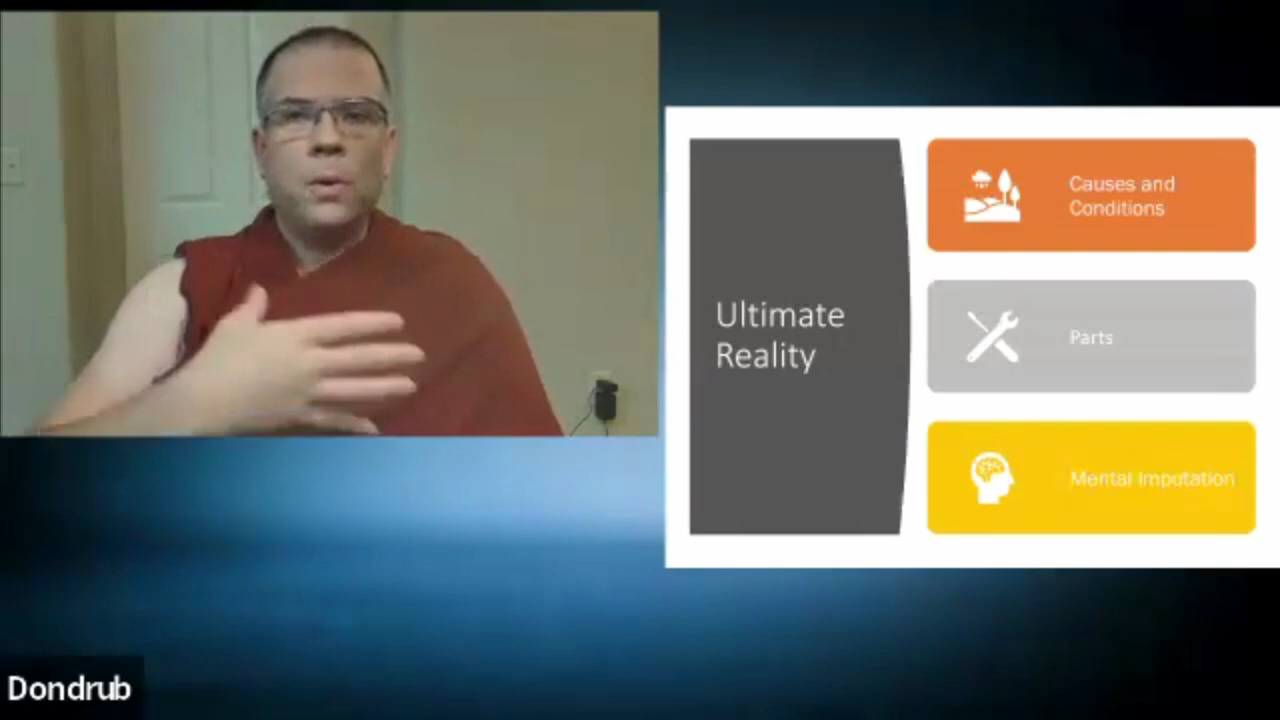 Ultimate
Reality
Causes and
Conditions
Parts
Mental Imputation
Dondrub